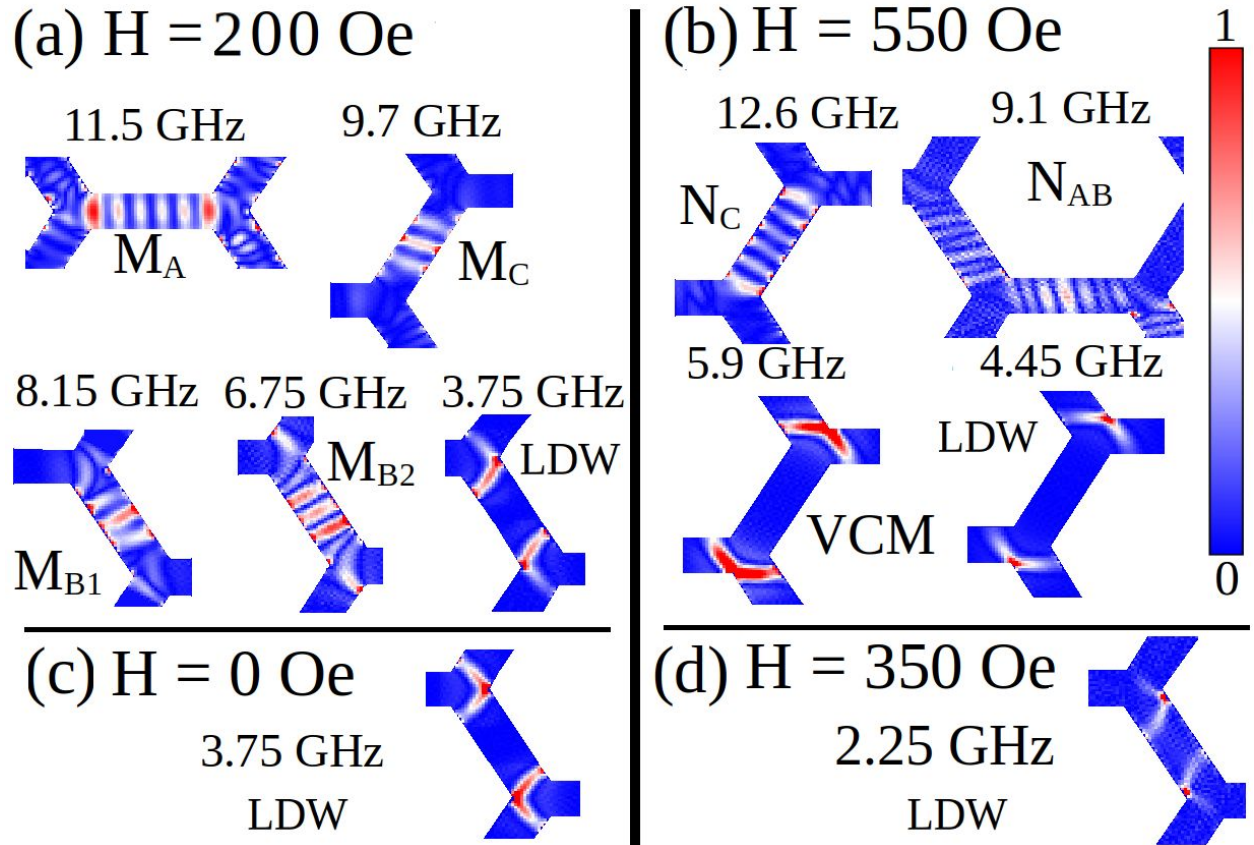 (a) H = 200 Oe
11.5 GHz
9.7 GHz
M_A
M_C
8.15 GHz
6.75 GHz
3.75 GHz
M_B1
M_B2
LDW
(b) H = 550 Oe
1
12.6 GHz
9.1 GHz
N_C
N_AB
5.9 GHz
4.45 GHz
LDW
VCM
0
(c) H = 0 Oe
3.75 GHz
LDW
(d) H = 350 Oe
2.25 GHz
LDW